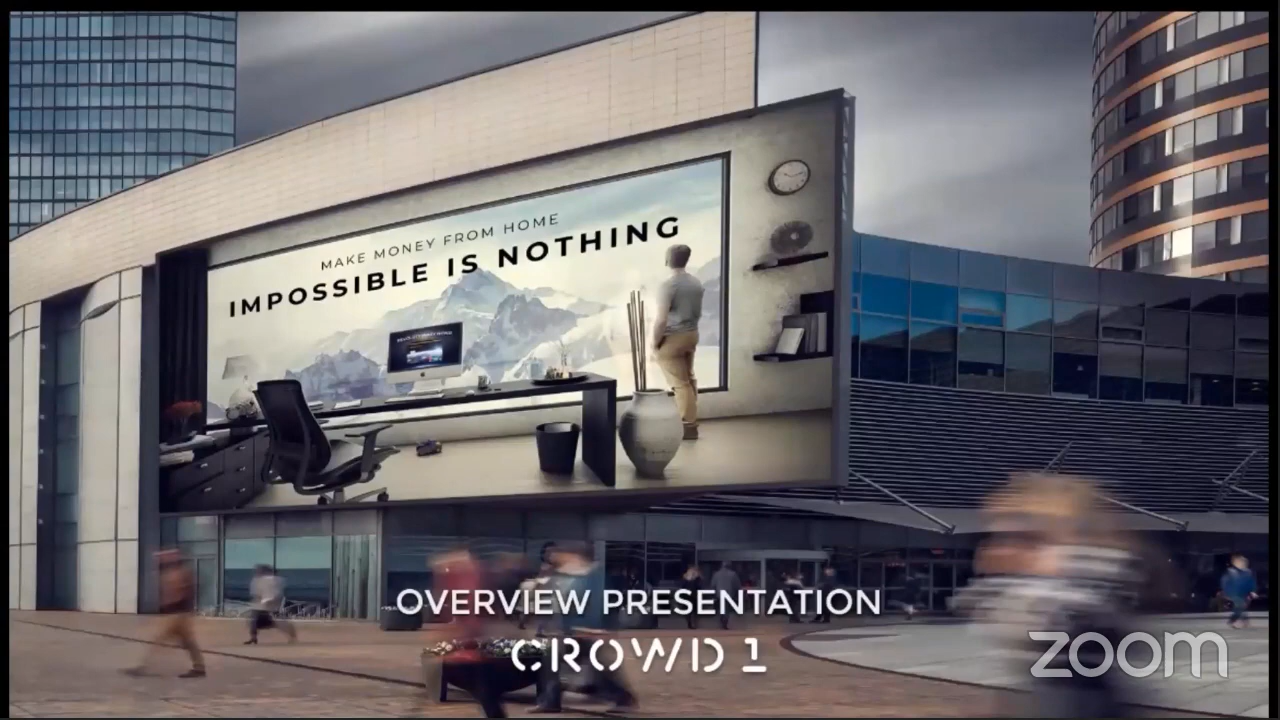 MAKE MONEY FROM HOME
IMPOSSIBLE IS NOTHING
OVERVIEW PRESENTATION
CROWD 1
zoom